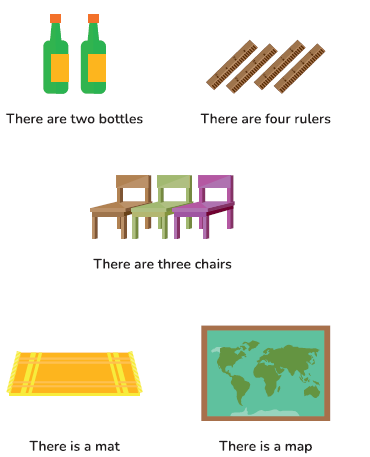 There are two bottles
There are four rulers
There are three chairs
There is a mat
There is a map